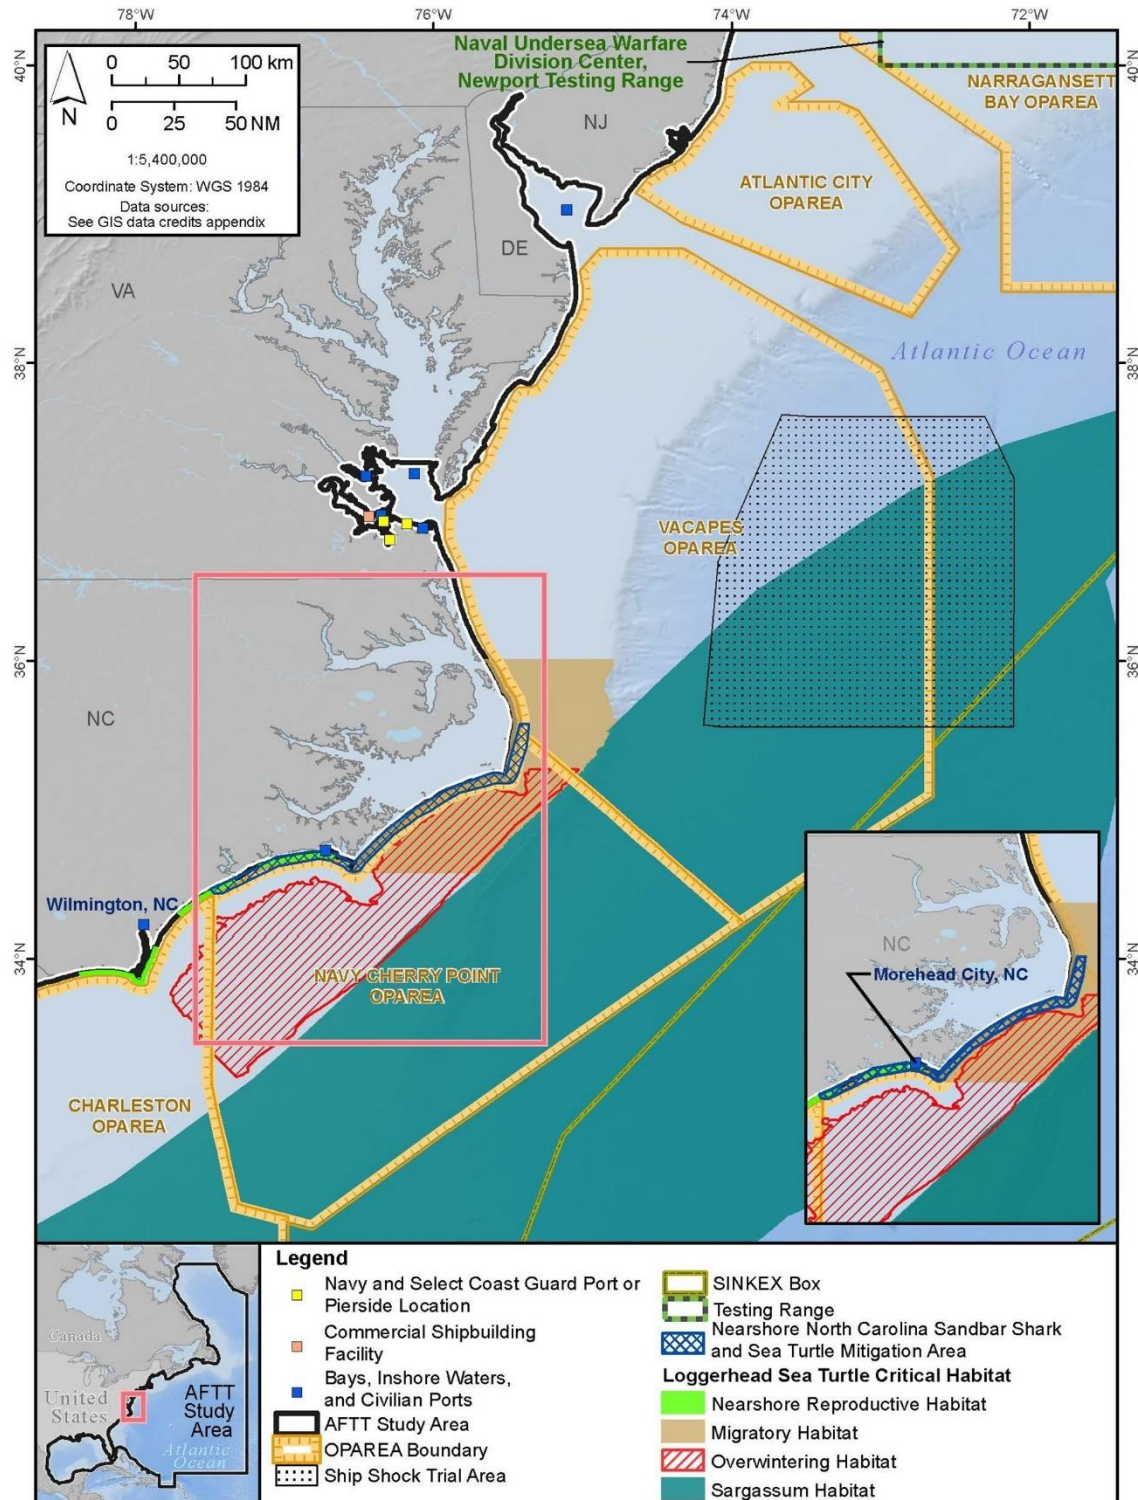 78°W 76°W 74°W 72°W
40°N
40°N
38°N
38°N
36°N
36°N
34°N
34°N
N
0 50 100 km
0 25 50 NM
1:5,400,000
Coordinate System: WGS 1984
Data sources:
See GIS data credits appendix
Naval Undersea Warfare
Division Center,
Newport Testing Range
NARRAGANSETT
BAY OPAREA
NJ
ATLANTIC CITY
OPAREA
DE
VA
Atlantic Ocean
VACAPES
OPAREA
NC
Wilmington, NC
NAVY CHERRY POINT
OPAREA
CHARLESTON
OPAREA
NC
Morehead City, NC
Canada
United
States
AFTT
Study
Area
Atlantic
Ocean
Legend
Navy and Select Coast Guard Port or
Pierside Location
Commercial Shipbuilding
Facility
Bays, Inshore Waters,
and Civilian Ports
AFTT Study Area
OPAREA Boundary
Ship Shock Trial Area
SINKEX Box
Testing Range
Nearshore North Carolina Sandbar Shark
and Sea Turtle Mitigation Area
Loggerhead Sea Turtle Critical Habitat
Nearshore Reproductive Habitat
Migratory Habitat
Overwintering Habitat
Sargassum Habitat